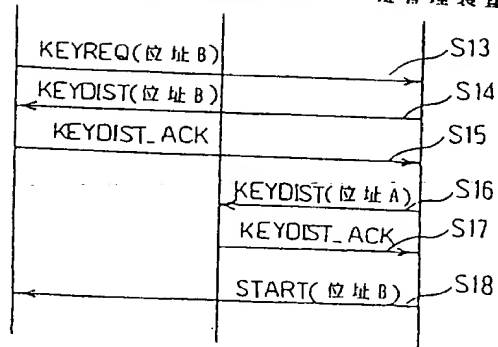 KEYREQ(位址B)
S13
KEYDIST(位址B)
S14
KEYDIST_ACK
S15
KEYDIST(位址A)
S16
KEYDIST_ACK
S17
START(位址B)
S18